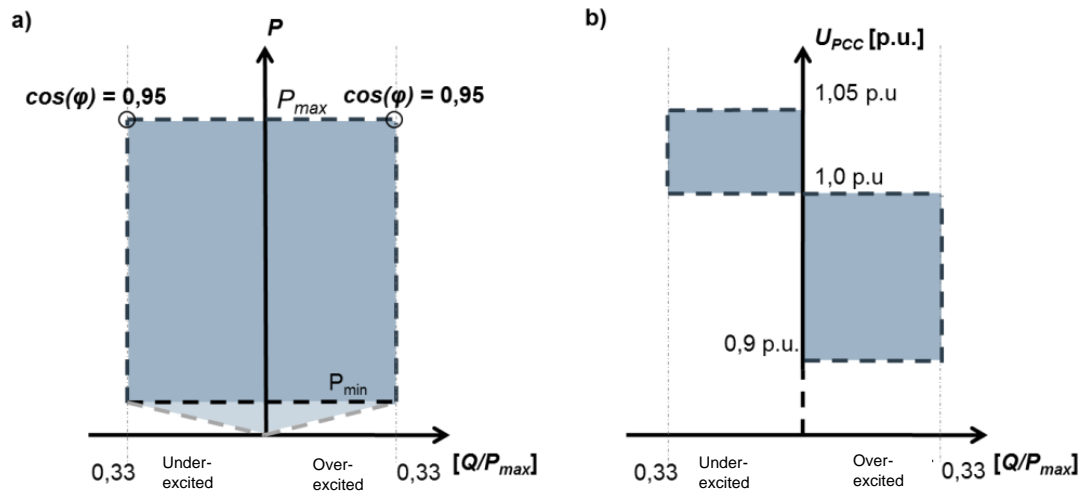 a)
P
cos(φ) = 0,95
Pmax
cos(φ) = 0,95
Pmin
0,33
Under-
excited
Over-
excited
0,33
[Q/Pmax]
b)
UPCC [p.u.]
1,05 p.u
1,0 p.u
0,9 p.u.
0,33
Under-
excited
Over-
excited
0,33
[Q/Pmax]